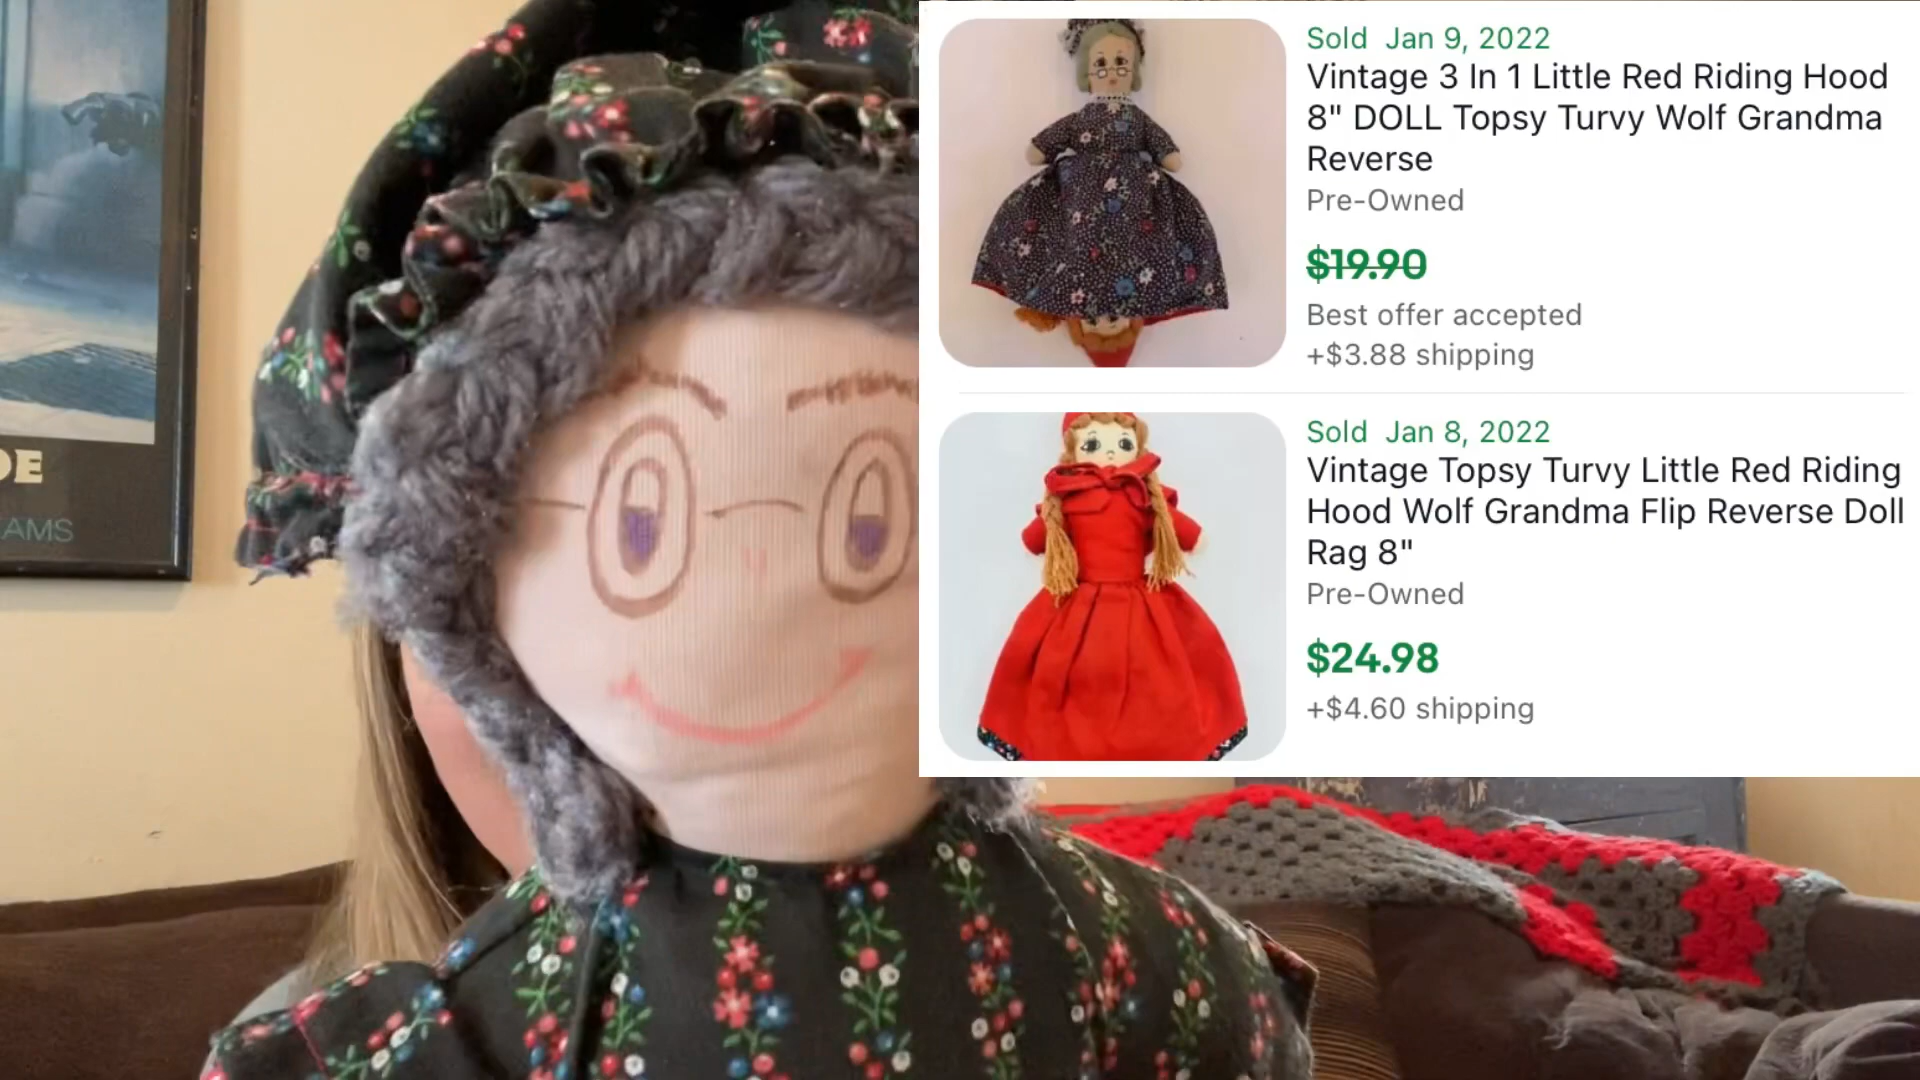 Sold Jan 9, 2022
Vintage 3 In 1 Little Red Riding Hood
8" DOLL Topsy Turvy Wolf Grandma
Reverse
Pre-Owned
$19.90
Best offer accepted
+$3.88 shipping
Sold Jan 8, 2022
Vintage Topsy Turvy Little Red Riding
Hood Wolf Grandma Flip Reverse Doll
Rag 8"
Pre-Owned
$24.98
+$4.60 shipping
DE
AMS